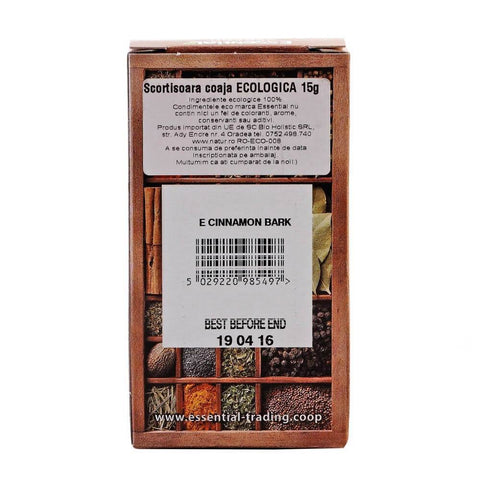 Scortisoara coaja ECOLOGICA 15g
Ingrediente ecologice 100%
Condimentele eco marca Essential nu
contin nici un fel de coloranti, arome,
conservanti sau aditivi.
Produs importat din UE de SC Bio Holistic SRL,
str. Ady Encre nr.4 Oradea tel.0752.498.740
www.natur.ro RO-ECO-008
A se consuma de preferinta inainte de data
inscriptionata pe ambalaj.
Multumim ca ati cumparat de la noi!:)
E CINNAMON BARK
5 029220 985497>
BEST BEFORE END
19 04 16
www.essential-trading.coop